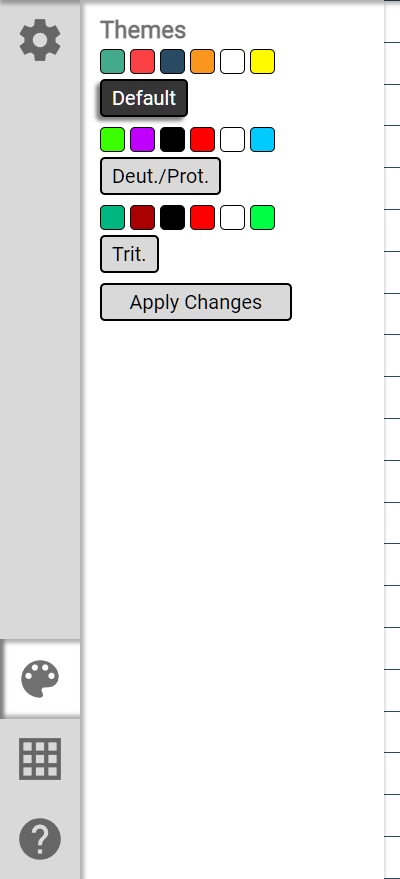 Themes
Default
Deut./Prot.
Trit.
Apply Changes
?